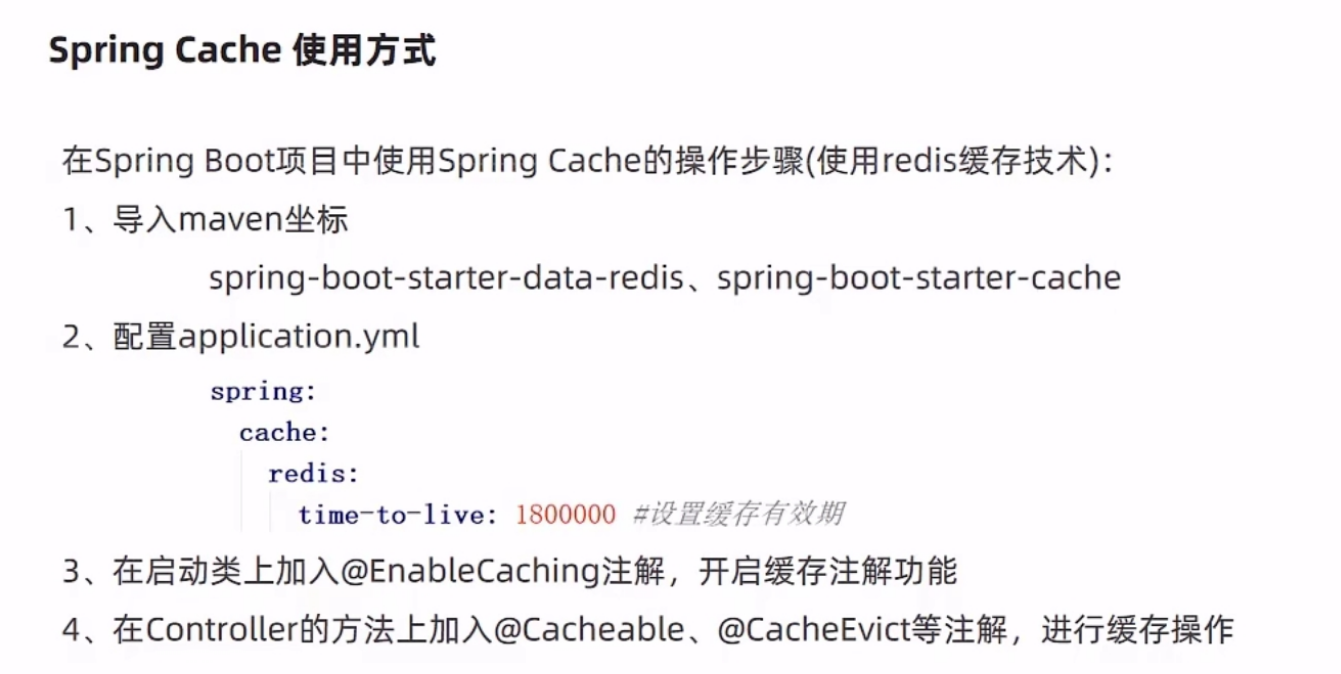 Spring Cache 使用方式
在Spring Boot项目中使用Spring Cache的操作步骤(使用redis缓存技术)：
1、导入maven坐标
spring-boot-starter-data-redis、spring-boot-starter-cache
2、配置application.yml
spring:
cache:
redis:
time-to-live: 1800000 #设置缓存有效期
3、在启动类上加入@EnableCaching注解，开启缓存注解功能
4、在Controller的方法上加入@Cacheable、@CacheEvict等注解，进行缓存操作